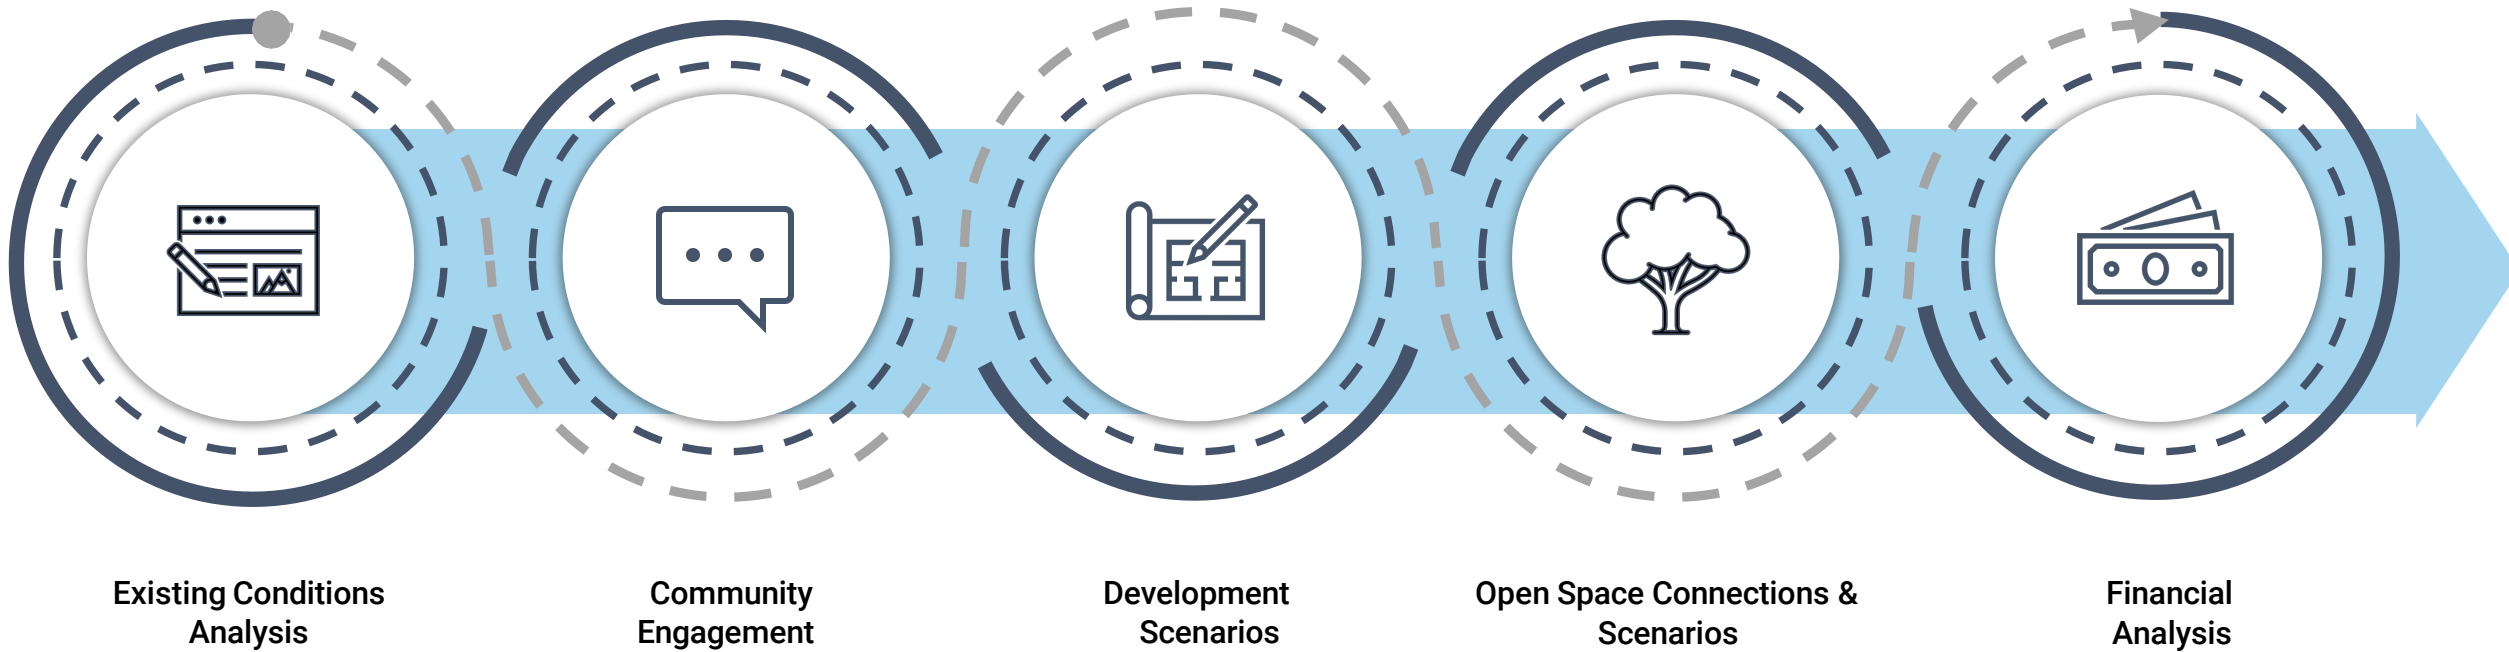 Existing Conditions
Analysis
Community
Engagement
Development
Scenarios
Open Space Connections &
Scenarios
Financial
Analysis